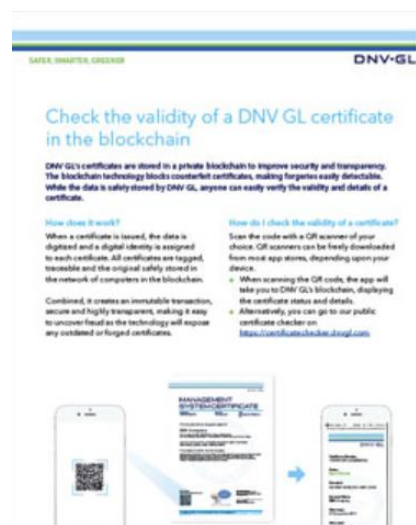 SAFER, SMARTER, GREENER
DNV·GL
Check the validity of a DNV GL certificate
in the blockchain
DNV GL's certificates are stored in a private blockchain to improve security and transparency.
The blockchain technology blocks counterfeit certificates, making forgeries easily detectable.
While the data is safely stored by DNV GL, anyone can easily verify the validity and details of a
certificate.
How does it work?
When a certificate is issued, the data is
digitized and a digital identity is assigned
to each certificate. All certificates are tagged,
traceable and the original safely stored in
the network of computers in the blockchain.
Combined, it creates an immutable transaction,
secure and highly transparent, making it easy
to uncover fraud as the technology will expose
any outdated or forged certificates.
How do I check the validity of a certificate?
Scan the code with a QR scanner of your
choice. QR scanners can be freely downloaded
from most app stores, depending upon your
device.
When scanning the QR code, the app will
take you to DNV GL's blockchain, displaying
the certificate status and details.
Alternatively, you can go to our public
certificate checker on
https://certificatechecker.dnvgl.com
MANAGEMENT
SYSTEM CERTIFICATE
DNV·GL